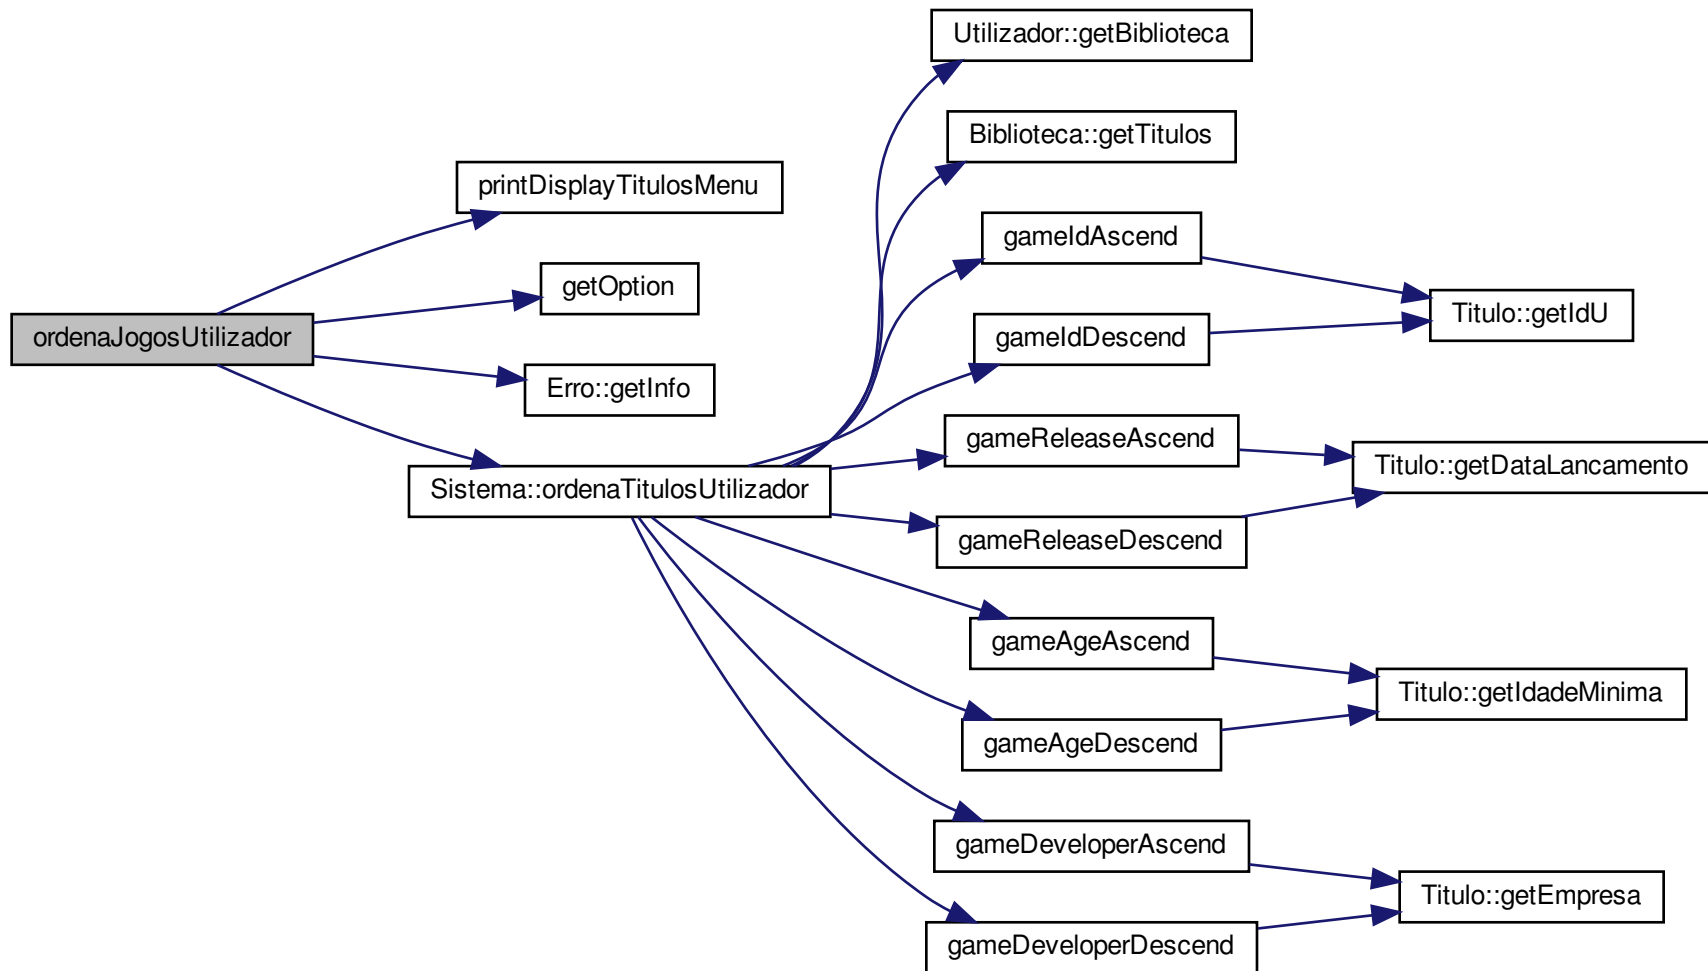 ordenaJogosUtilizador
printDisplayTitulosMenu
getOption
Erro::getInfo
Sistema::ordenaTitulosUtilizador
Utilizador::getBiblioteca
Biblioteca::getTitulos
gameIdAscend
gameIdDescend
gameReleaseAscend
gameReleaseDescend
gameAgeAscend
gameAgeDescend
gameDeveloperAscend
gameDeveloperDescend
Titulo::getIdU
Titulo::getDataLancamento
Titulo::getIdadeMinima
Titulo::getEmpresa